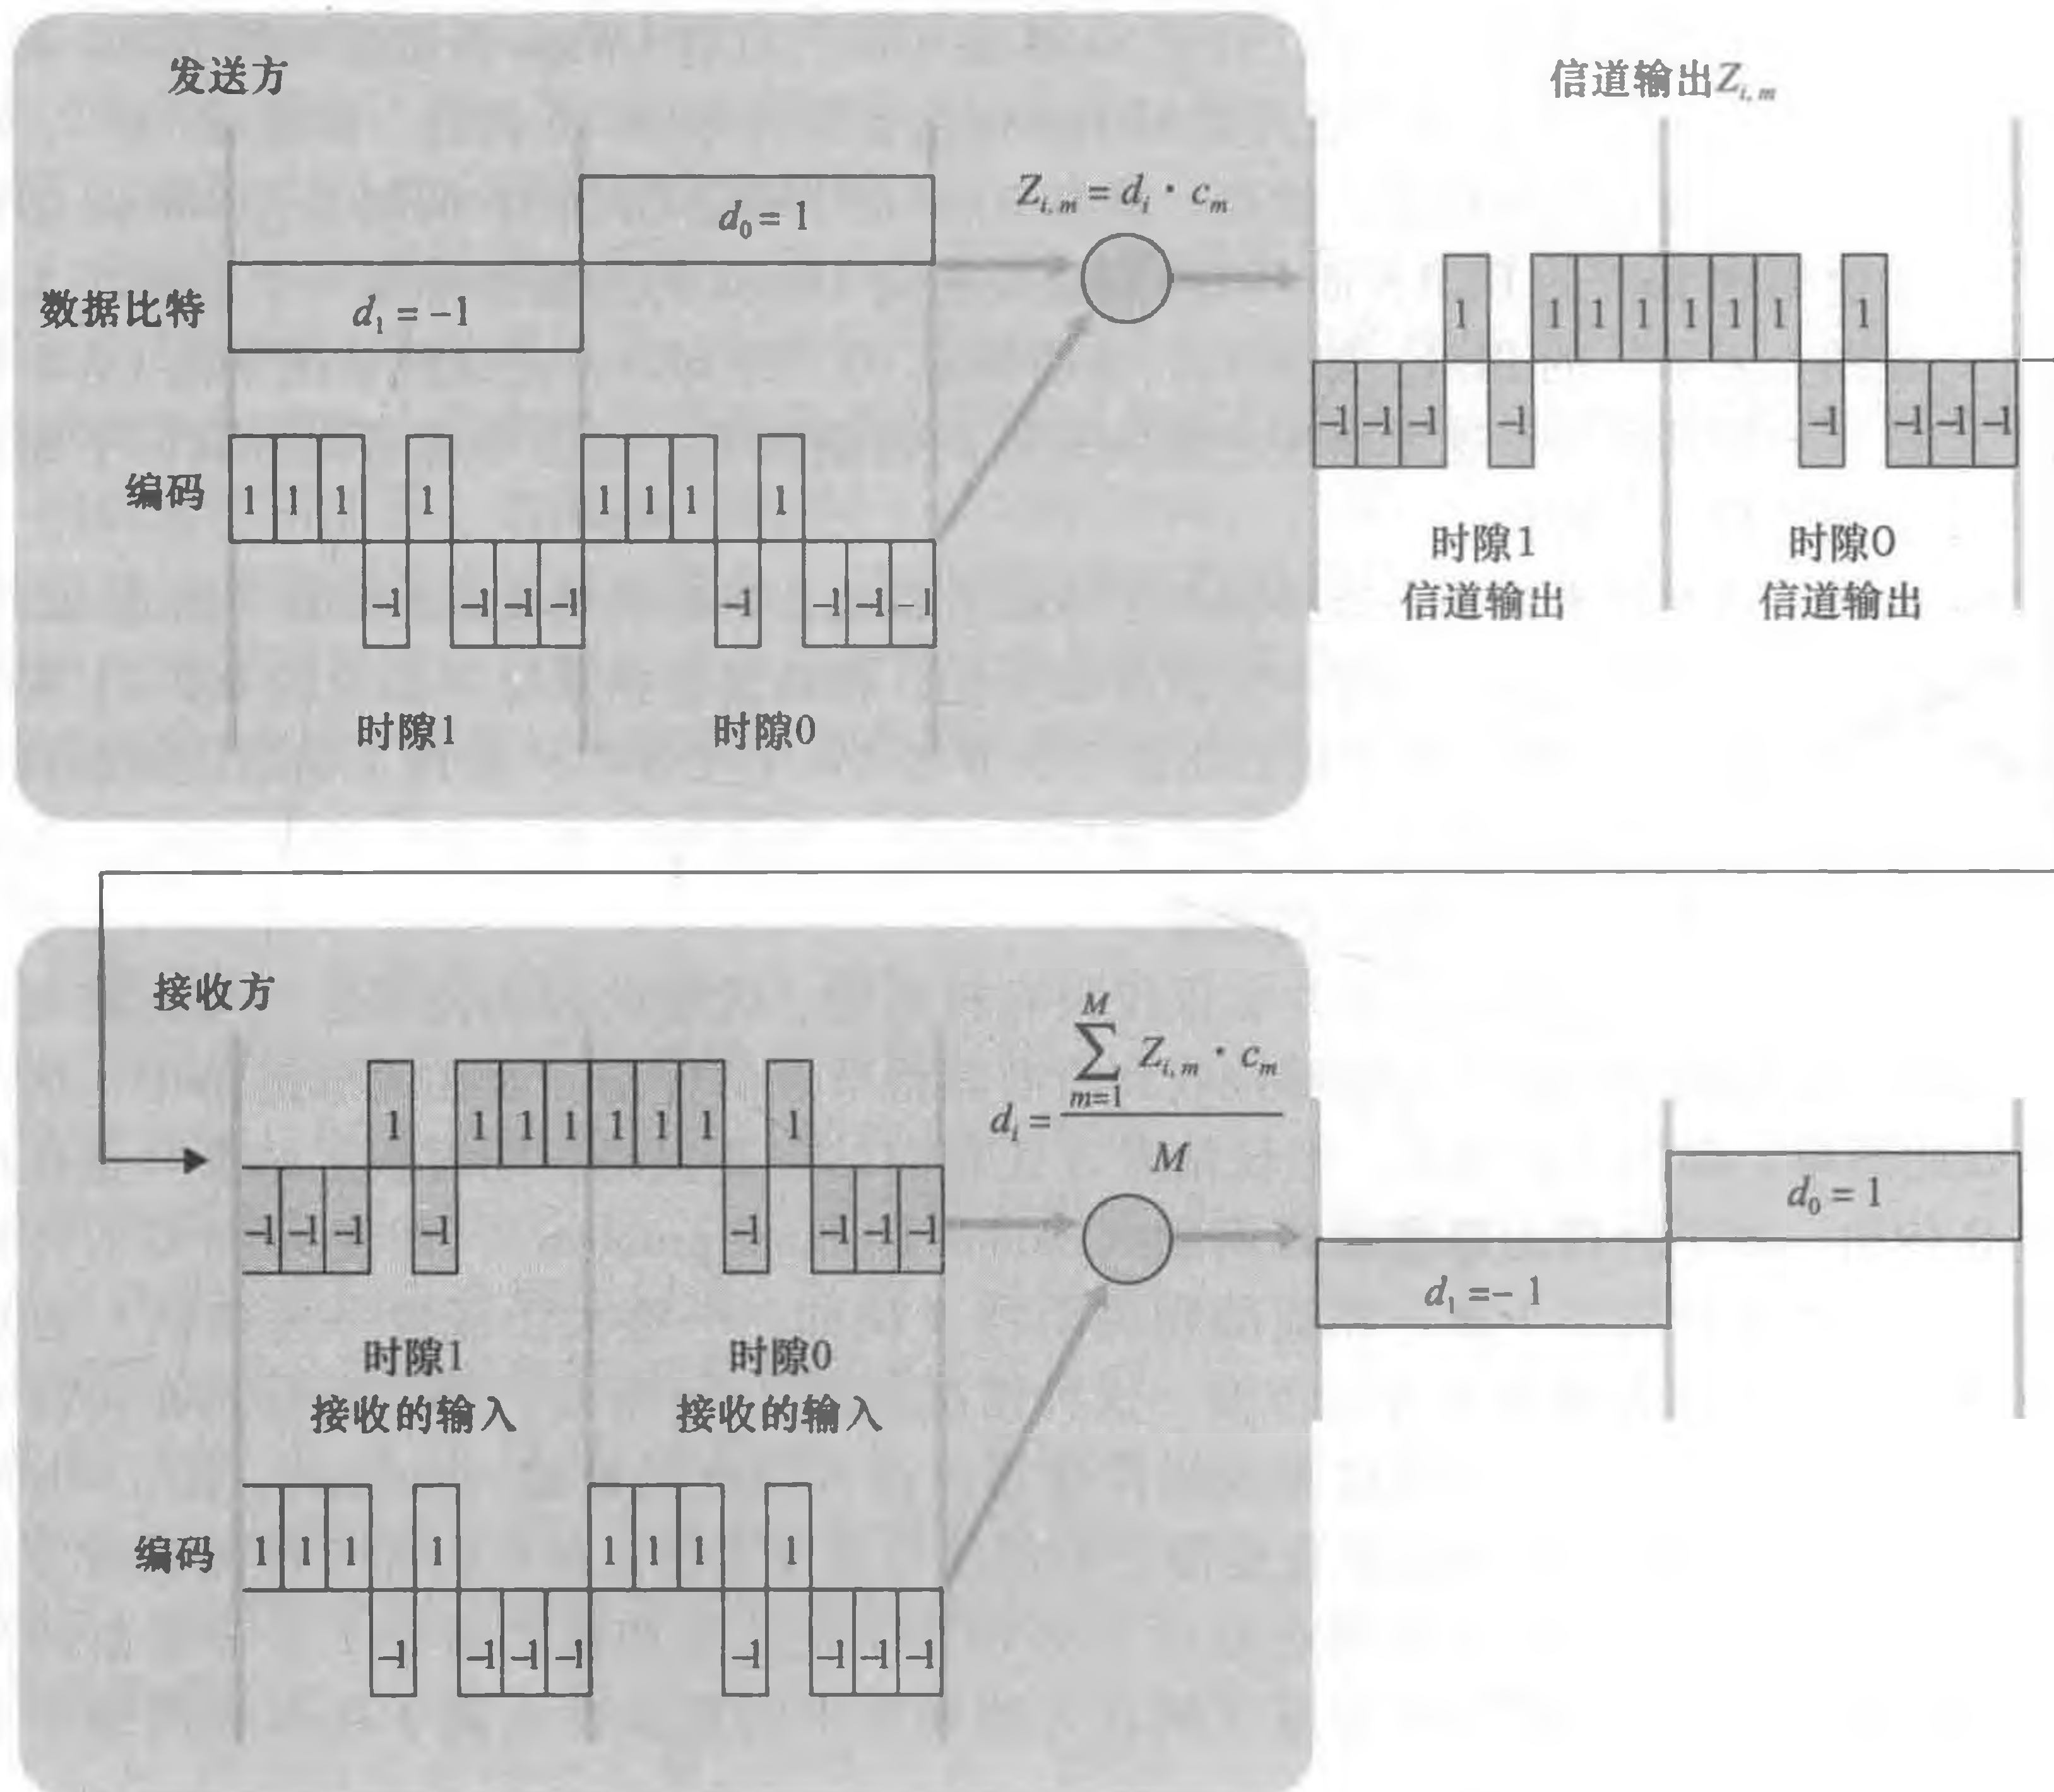 发送方
信道输出Z_{i, m}
Z_{i, m} = d_i · c_m
d_0 = 1
数据比特
d_1 = –1
1 1 1 1 1 1 1 1
–1 –1 –1 –1 –1 –1 –1 –1
编码
1 1 1 1 1 1 1 1
–1 –1 –1 –1 –1 –1 –1 –1
时隙1 时隙0
信道输出 信道输出
时隙1 时隙0
接收方
d_i = \frac{\sum_{m=1}^{M} Z_{i, m} · c_m}{M}
1 1 1 1 1 1 1 1
–1 –1 –1 –1 –1 –1 –1 –1
d_0 = 1
d_1 =– 1
时隙1 时隙0
接收的输入 接收的输入
编码
1 1 1 1 1 1 1 1
–1 –1 –1 –1 –1 –1 –1 –1